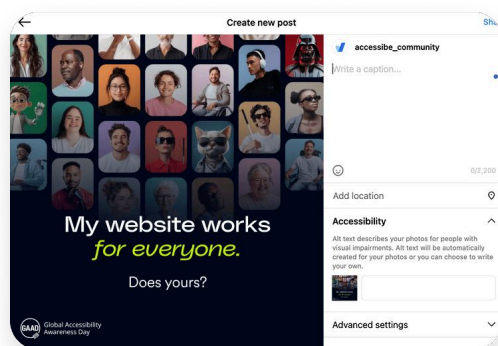 Create new post
My website works
for everyone.
Does yours?
GAAD
Global Accessibility
Awareness Day
accessibe_community
Write a caption...
0/2,200
Add location
Accessibility
Alt text describes your photos for people with
visual impairments. Alt text will be automatically
created for your photos or you can choose to write
your own.
Advanced settings